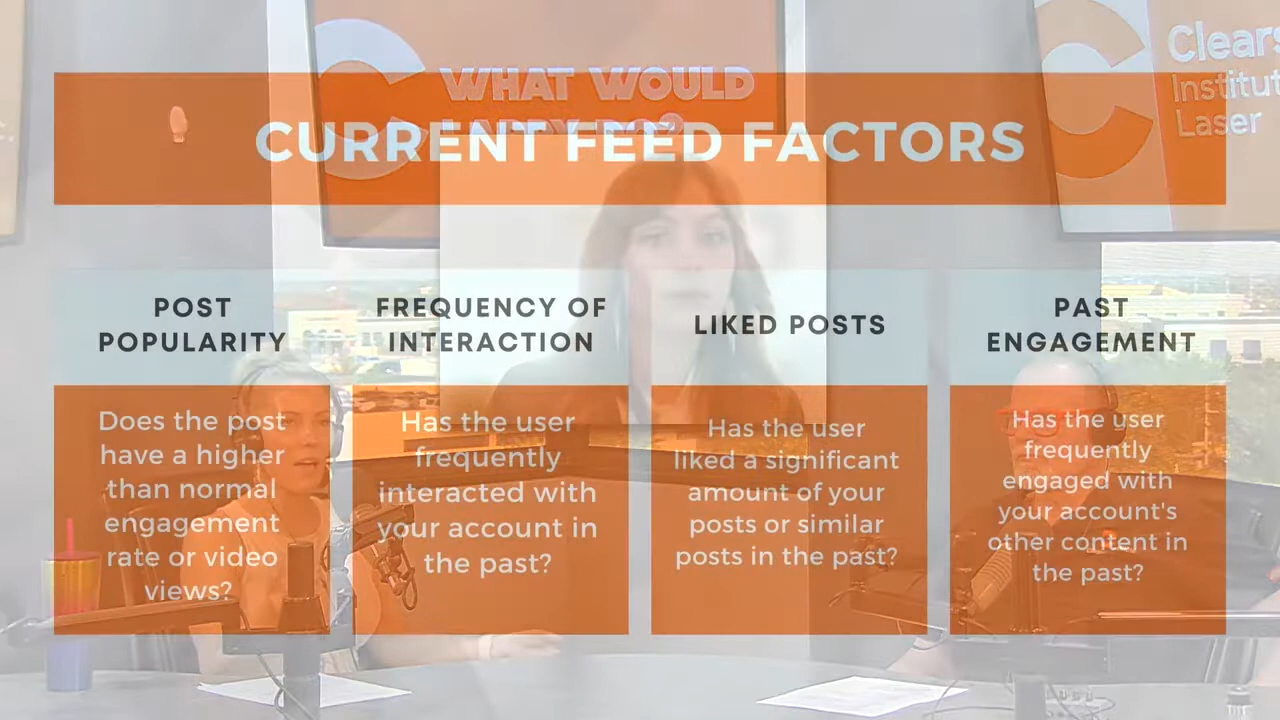 WHAT WOULD
LARRY DO?
Clears
Institut
Laser
CURRENT FEED FACTORS
POST
POPULARITY
Does the post
have a higher
than normal
engagement
rate or video
views?
FREQUENCY OF
INTERACTION
Has the user
frequently
interacted with
your account in
the past?
LIKED POSTS
Has the user
liked a significant
amount of your
posts or similar
posts in the past?
PAST
ENGAGEMENT
Has the user
frequently
engaged with
your account's
other content in
the past?